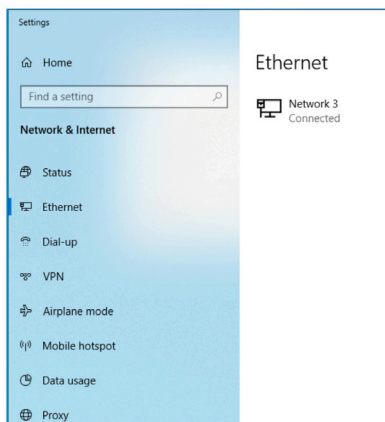 Settings
Home
Find a setting
Network & Internet
Status
Ethernet
Dial-up
VPN
Airplane mode
Mobile hotspot
Data usage
Proxy
Ethernet
Network 3
Connected